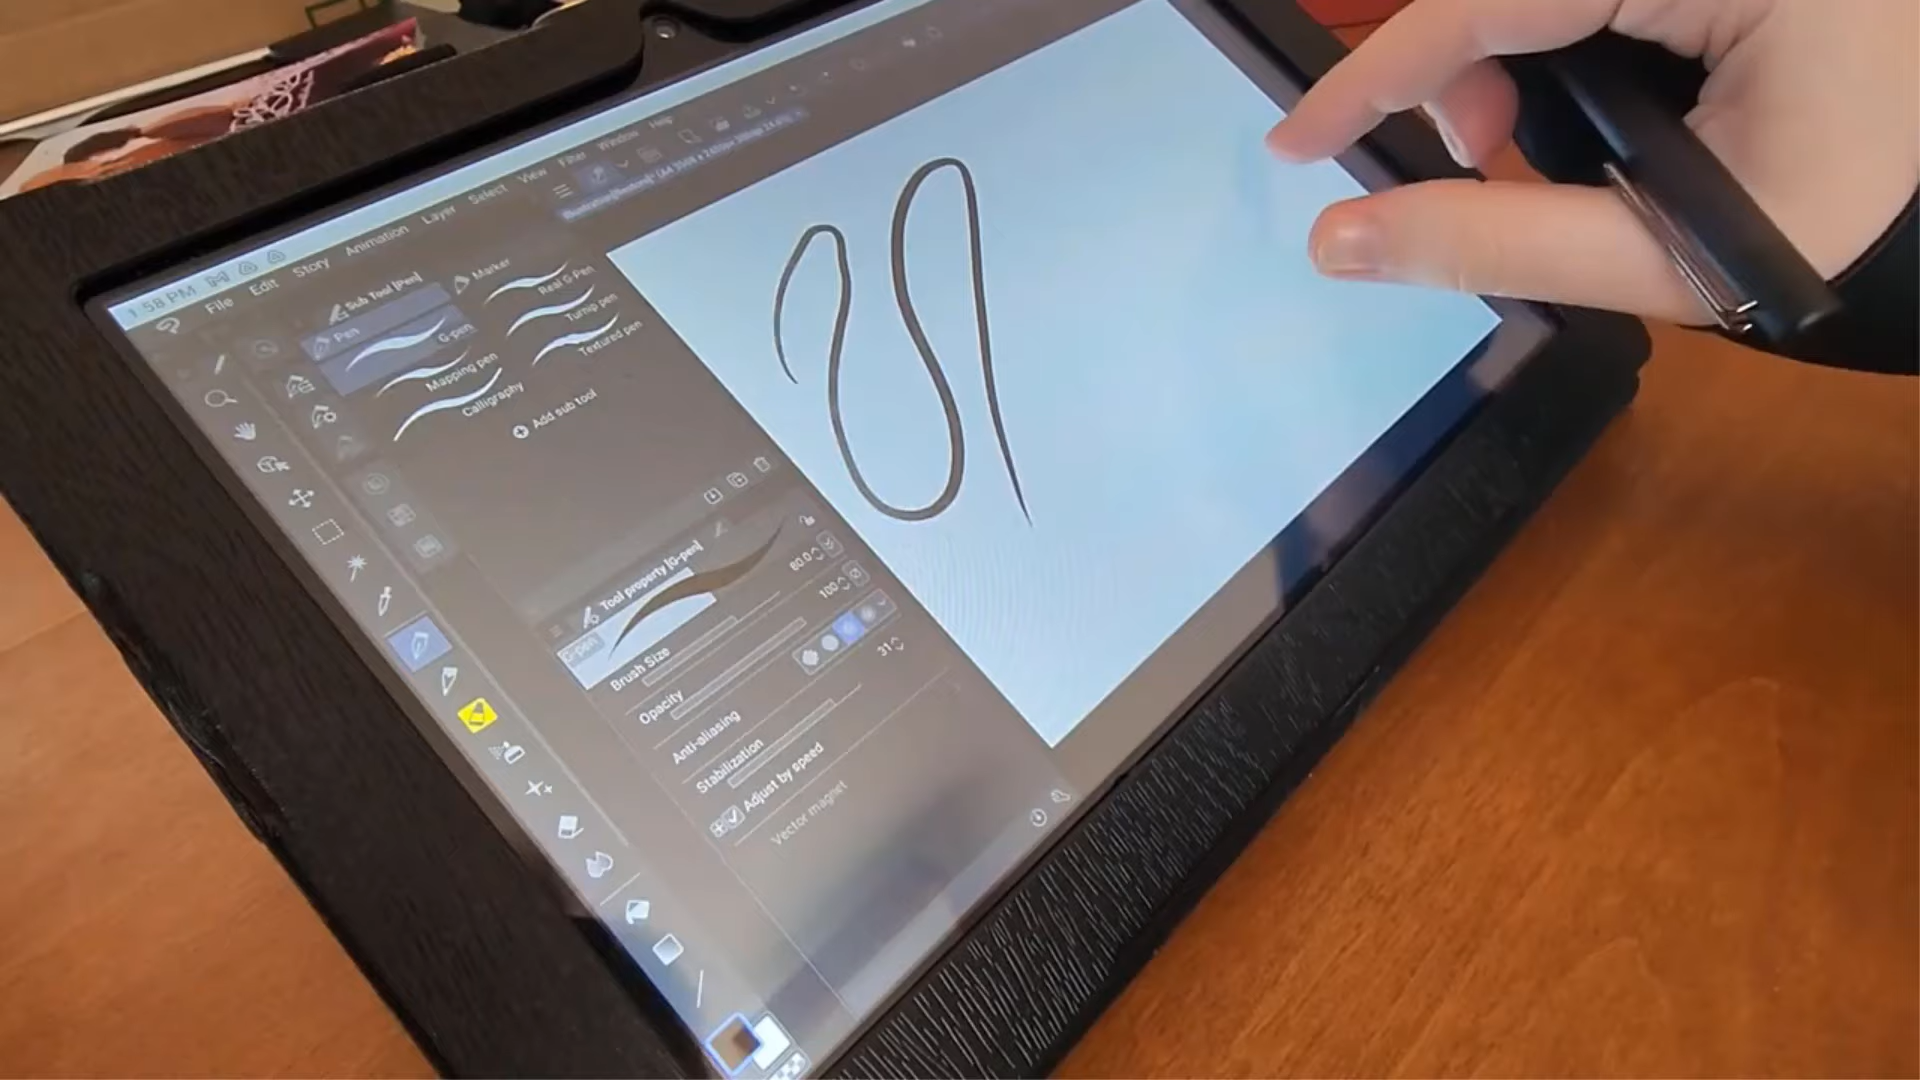 1:58 PM
File Edit Story Animation Layer Select View Filter Window Help
Sub Tool [Pen]
Pen
Marker
G-pen
Real G-Pen
Mapping pen
Turnip pen
Calligraphy
Textured pen
Add sub tool
Tool property [G-pen]
G-pen
Brush Size 60.0
Opacity 100
Anti-aliasing
Stabilization 31
Adjust by speed
Vector magnet